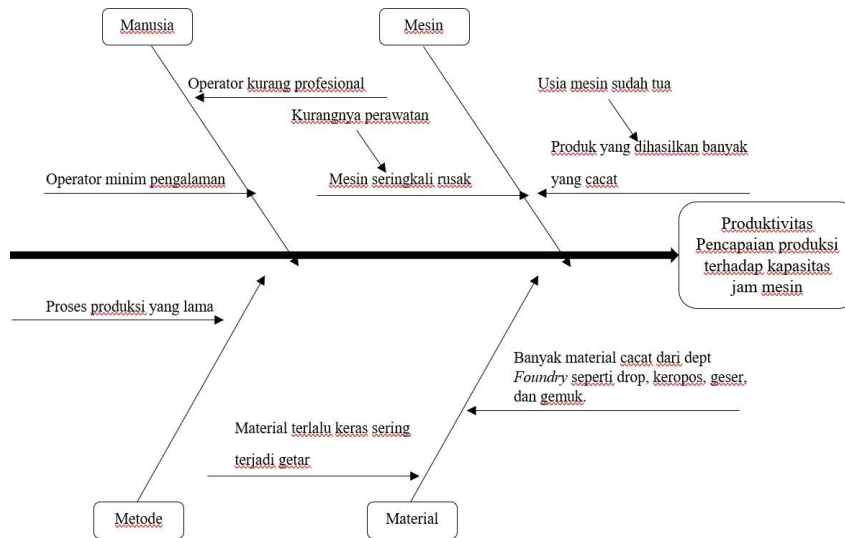 Manusia
Mesin
Operator kurang profesional
Usia mesin sudah tua
Kurangnya perawatan
Produk yang dihasilkan banyak
yang cacat
Operator minim pengalaman
Mesin seringkali rusak
Produktivitas
Pencapaian produksi
terhadap kapasitas
jam mesin
Proses produksi yang lama
Banyak material cacat dari dept
Foundry seperti drop, keropos, geser,
dan gemuk.
Material terlalu keras sering
terjadi getar
Metode
Material